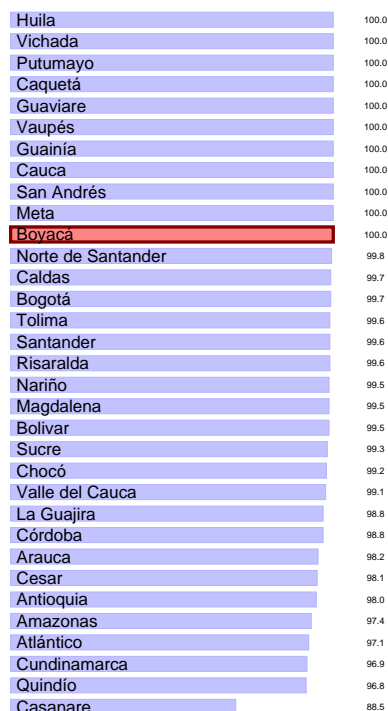 Huila 100.0
Vichada 100.0
Putumayo 100.0
Caquetá 100.0
Guaviare 100.0
Vaupés 100.0
Guainía 100.0
Cauca 100.0
San Andrés 100.0
Meta 100.0
Boyacá 100.0
Norte de Santander 99.8
Caldas 99.7
Bogotá 99.7
Tolima 99.6
Santander 99.6
Risaralda 99.6
Nariño 99.5
Magdalena 99.5
Bolivar 99.5
Sucre 99.3
Chocó 99.2
Valle del Cauca 99.1
La Guajira 98.8
Córdoba 98.8
Arauca 98.2
Cesar 98.1
Antioquia 98.0
Amazonas 97.4
Atlántico 97.1
Cundinamarca 96.9
Quindío 96.8
Casanare 88.5